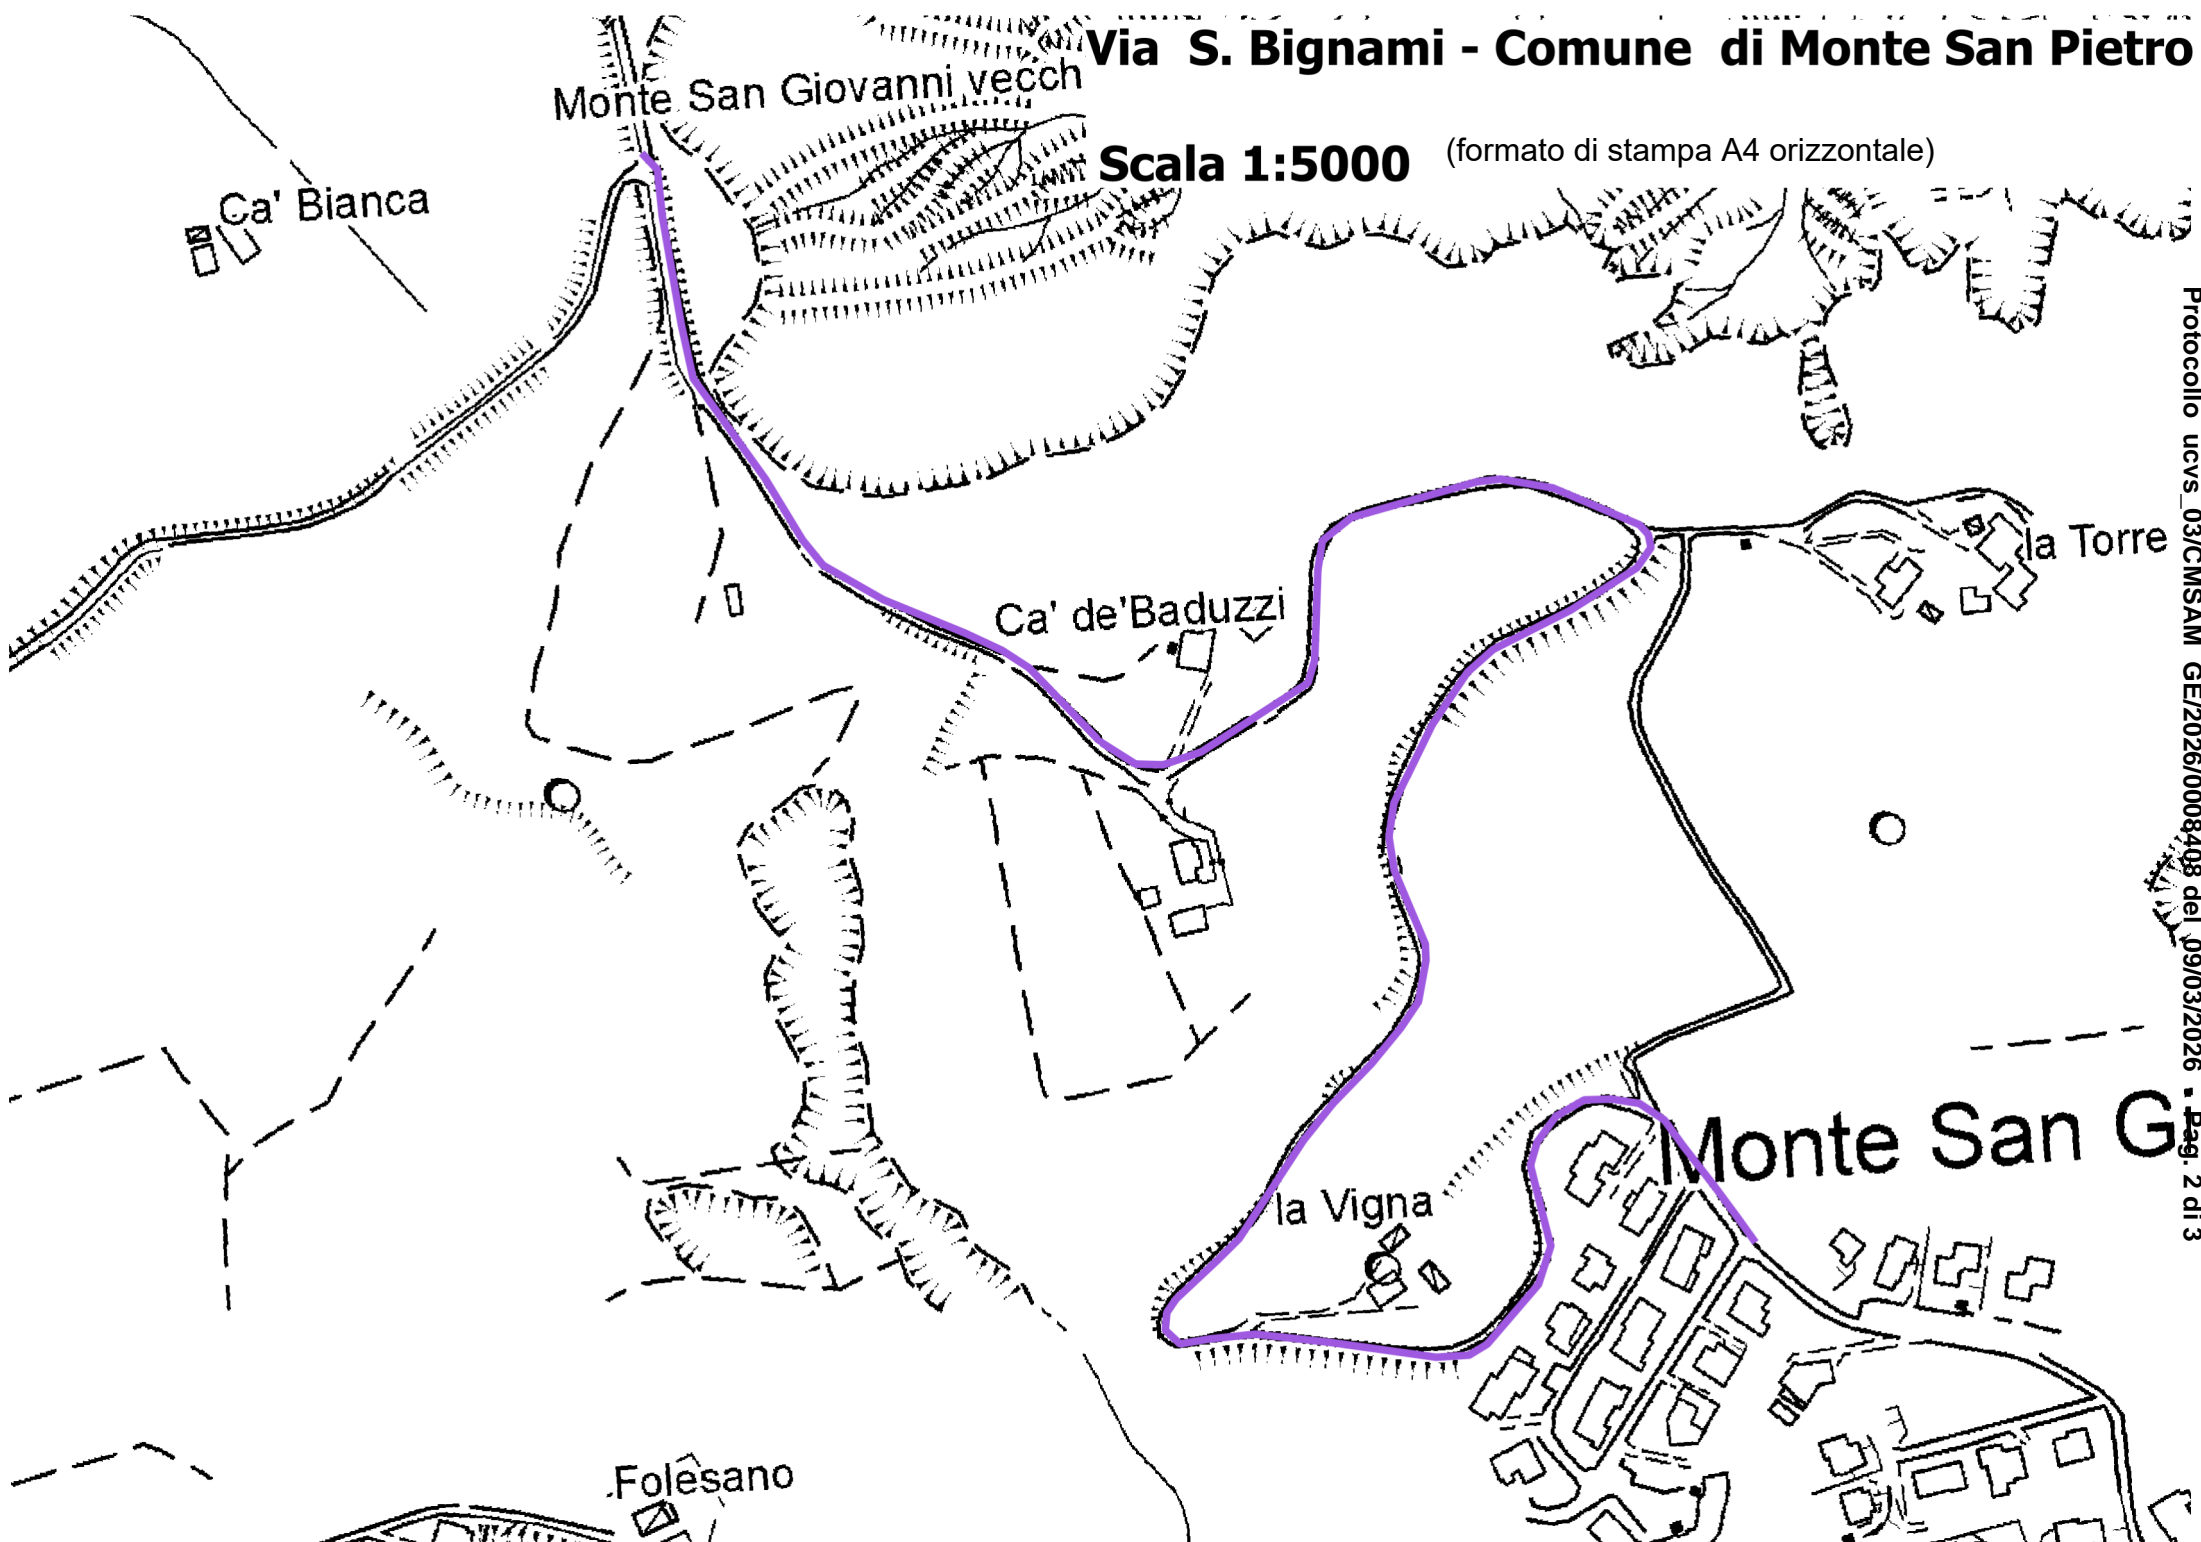 Via S. Bignami - Comune di Monte San Pietro
Monte San Giovanni vecch
Scala 1:5000 (formato di stampa A4 orizzontale)
Ca' Bianca
la Torre
Ca' de'Baduzzi
Monte San G
la Vigna
Folesano
Protocollo ucvs_03/CMSAM GE/2026/0008408 del 09/03/2026 - Pag. 2 di 3